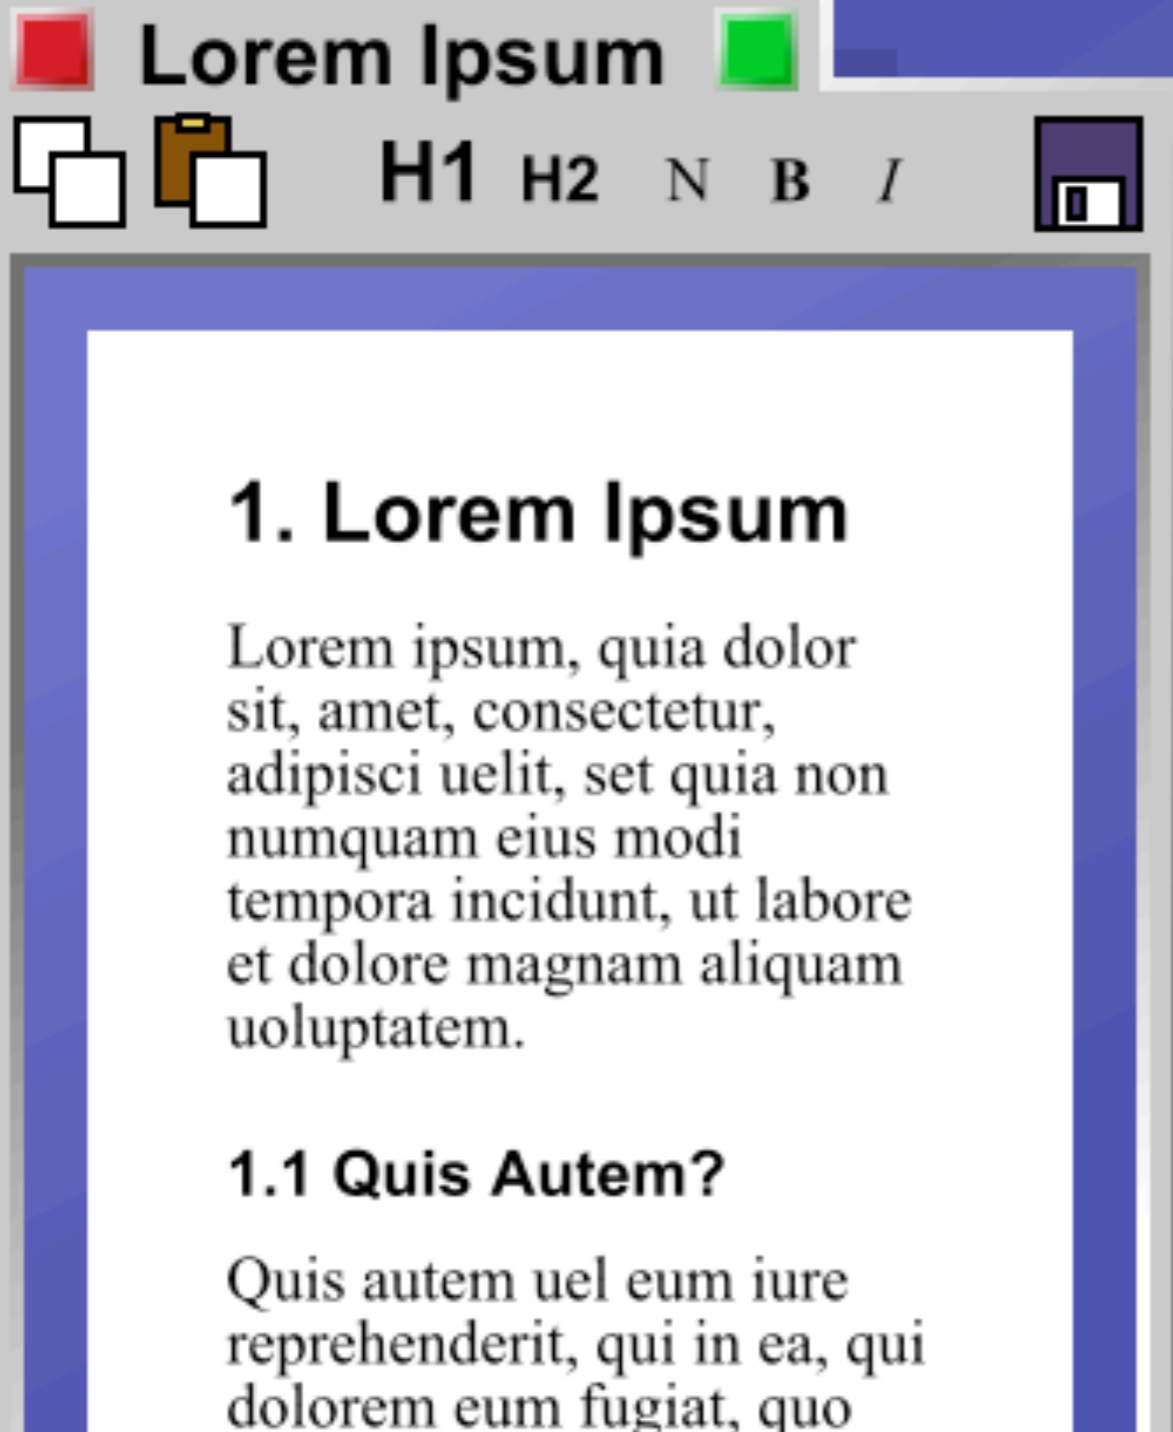 Lorem Ipsum
H1 H2 N B I
1. Lorem Ipsum
Lorem ipsum, quia dolor
sit, amet, consectetur,
adipisci uelit, set quia non
numquam eius modi
tempora incidunt, ut labore
et dolore magnam aliquam
uoluptatem.
1.1 Quis Autem?
Quis autem uel eum iure
reprehenderit, qui in ea, qui
dolorem eum fugiat, quo